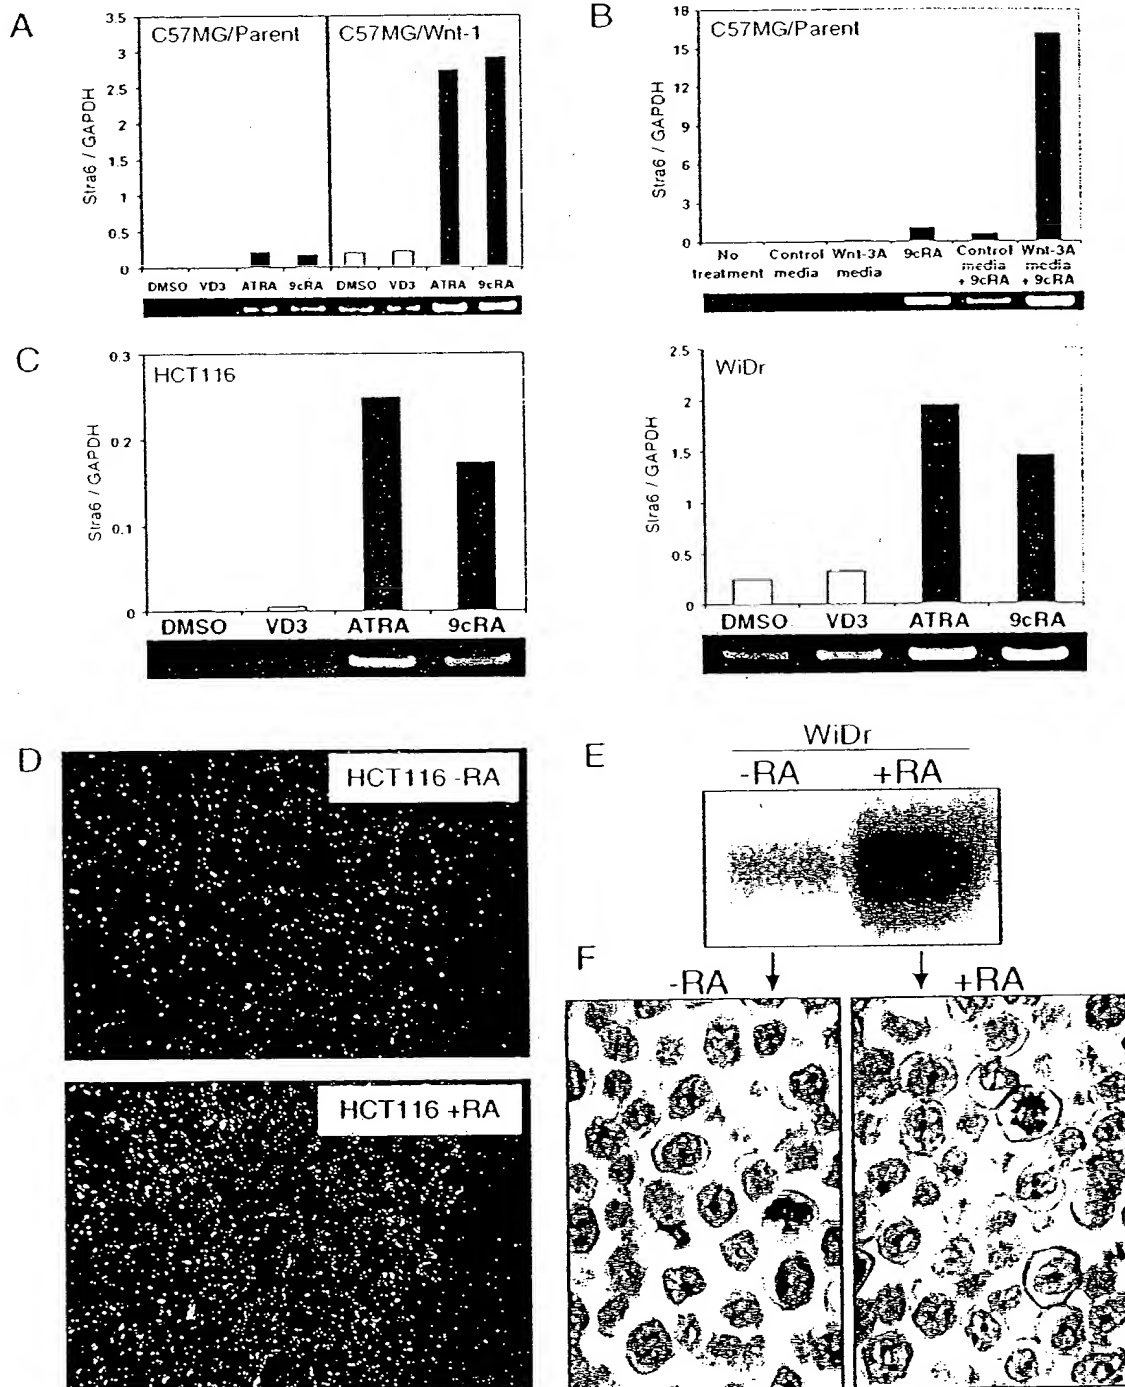 A
C57MG/Parent
C57MG/Wnt-1
Stra6 / GAPDH
3.5
3
2.5
2
1.5
1
0.5
0
DMSO VD3 ATRA 9cRA DMSO VD3 ATRA 9cRA
B
C57MG/Parent
Stra6 / GAPDH
18
15
12
9
6
3
0
No treatment
Control media
Wnt-3A media
9cRA
Control media + 9cRA
Wnt-3A media + 9cRA
C
HCT116
Stra6 / GAPDH
0.3
0.2
0.1
0
DMSO VD3 ATRA 9cRA
WiDr
Stra6 / GAPDH
2.5
2
1.5
1
0.5
0
DMSO VD3 ATRA 9cRA
D
HCT116 -RA
HCT116 +RA
E
WiDr
-RA +RA
F
-RA +RA